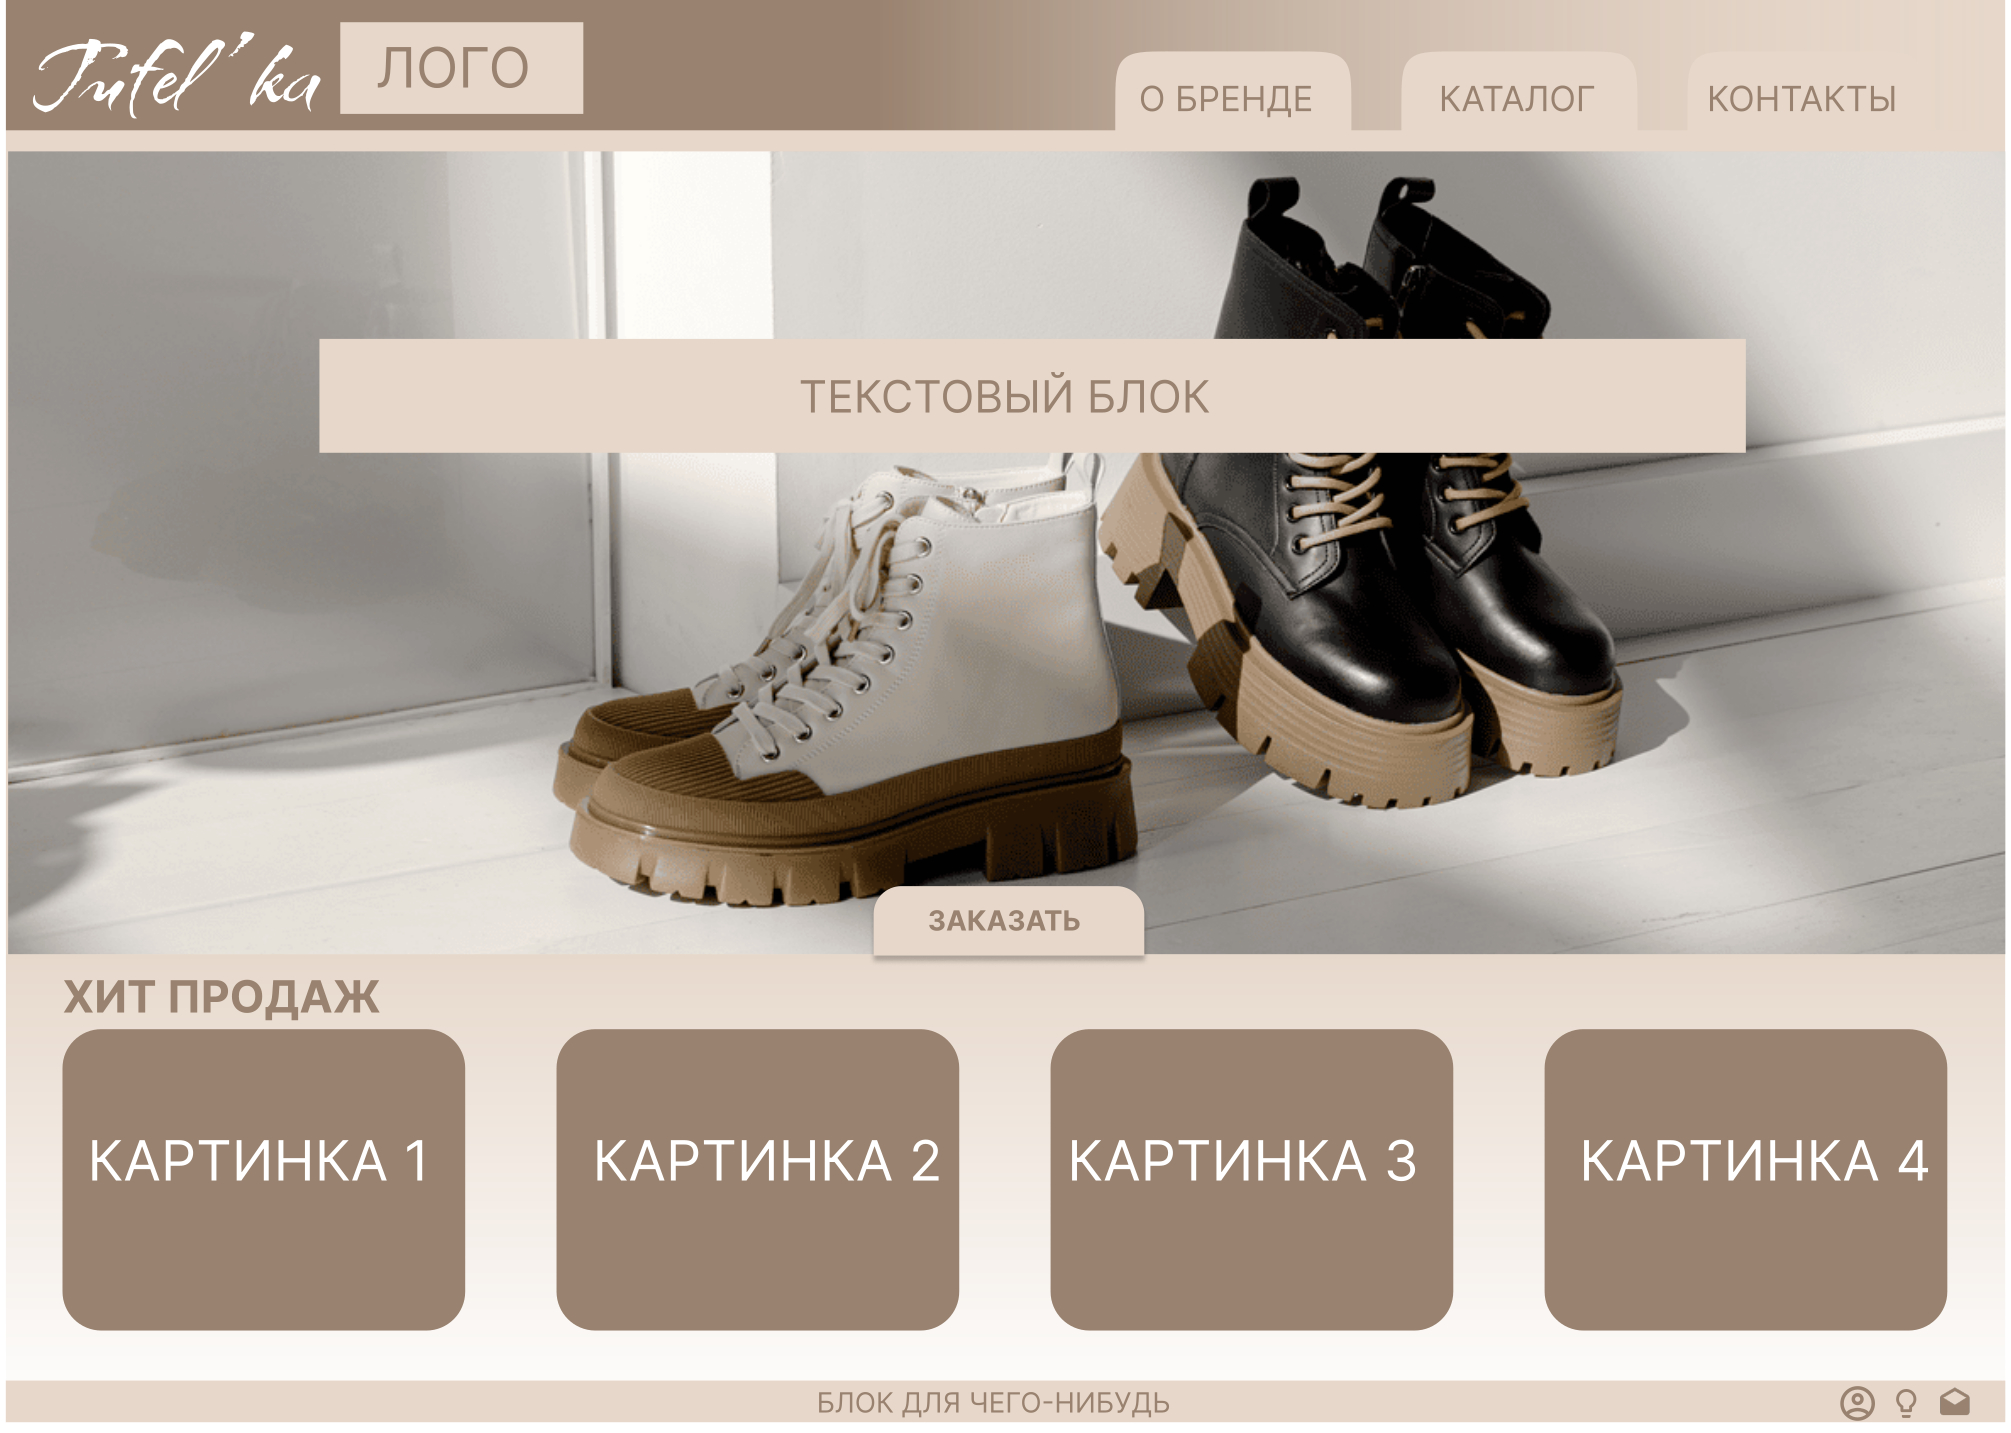 Tufel'ka
ЛОГО
О БРЕНДЕ
КАТАЛОГ
КОНТАКТЫ
ТЕКСТОВЫЙ БЛОК
ЗАКАЗАТЬ
ХИТ ПРОДАЖ
КАРТИНКА 1
КАРТИНКА 2
КАРТИНКА 3
КАРТИНКА 4
БЛОК ДЛЯ ЧЕГО-НИБУДЬ